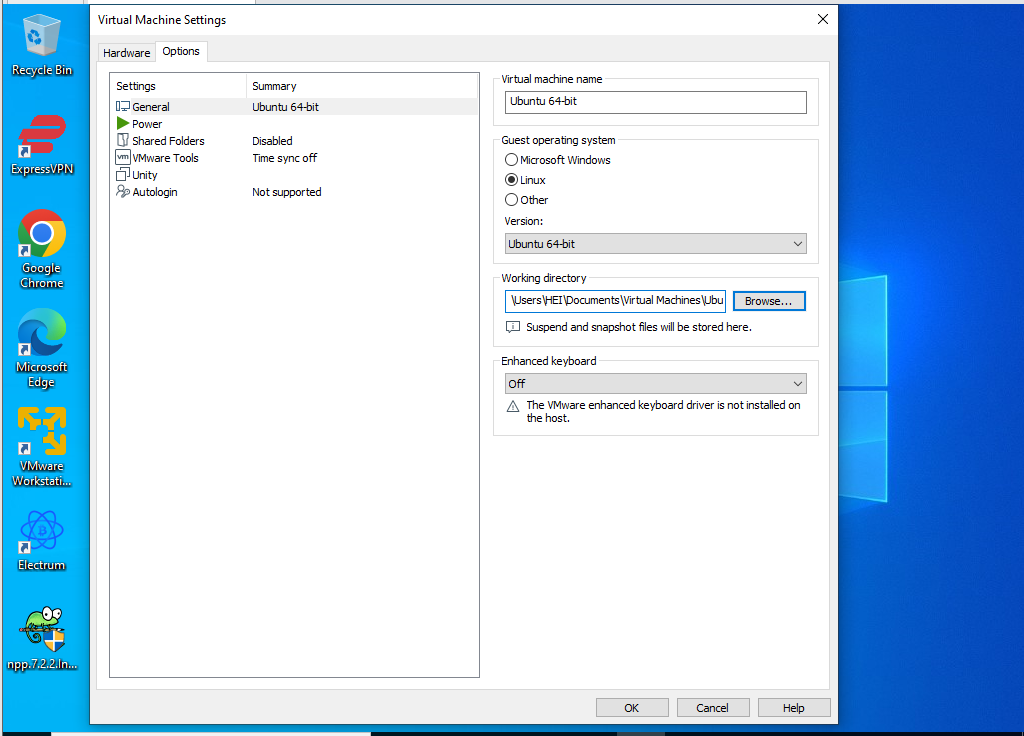 Recycle Bin
ExpressVPN
Google
Chrome
Microsoft
Edge
VMware
Workstati...
Electrum
npp.7.2.2.In...
Virtual Machine Settings
Hardware
Options
Settings Summary
General Ubuntu 64-bit
Power
Shared Folders Disabled
vm VMware Tools Time sync off
Unity
Autologin Not supported
Virtual machine name
Ubuntu 64-bit
Guest operating system
Microsoft Windows
Linux
Other
Version:
Ubuntu 64-bit
Working directory
\Users\HEI\Documents\Virtual Machines\Ubu
Browse...
Suspend and snapshot files will be stored here.
Enhanced keyboard
Off
The VMware enhanced keyboard driver is not installed on
the host.
OK
Cancel
Help